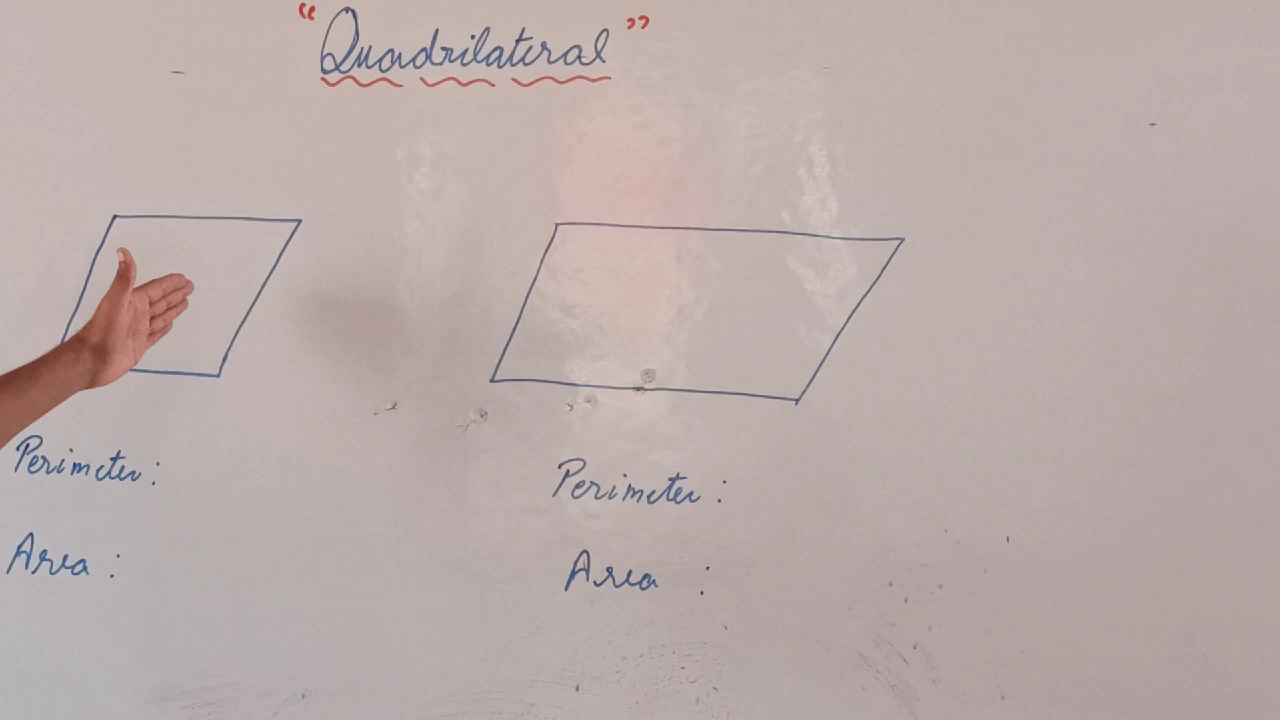 “Quadrilateral”
Perimeter:
Area:
Perimeter:
Area :